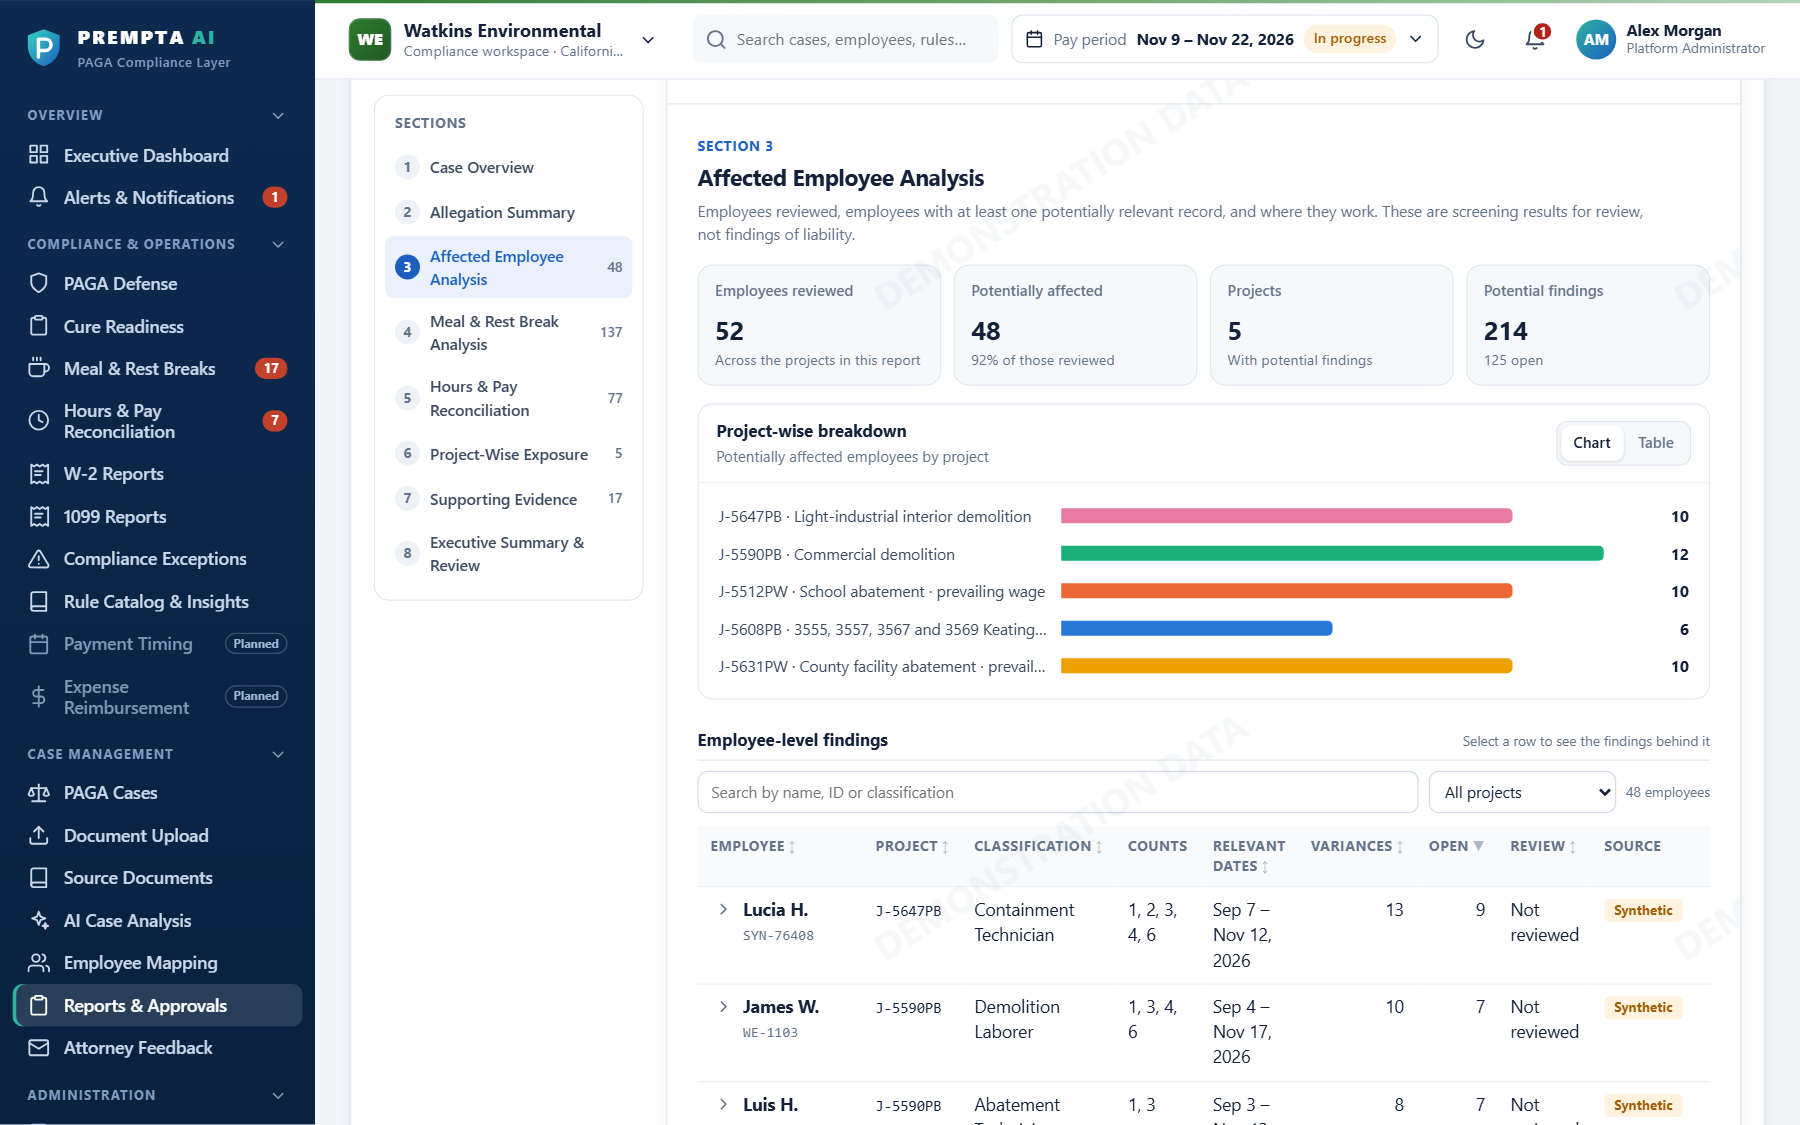 PREMPTA AI
PAGA Compliance Layer
OVERVIEW
Executive Dashboard
Alerts & Notifications 1
COMPLIANCE & OPERATIONS
PAGA Defense
Cure Readiness
Meal & Rest Breaks 17
Hours & Pay
Reconciliation 7
W-2 Reports
1099 Reports
Compliance Exceptions
Rule Catalog & Insights
Payment Timing Planned
Expense
Reimbursement Planned
CASE MANAGEMENT
PAGA Cases
Document Upload
Source Documents
AI Case Analysis
Employee Mapping
Reports & Approvals
Attorney Feedback
ADMINISTRATION
WE
Watkins Environmental
Compliance workspace · Californi...
Search cases, employees, rules...
Pay period Nov 9 – Nov 22, 2026 In progress
1
AM
Alex Morgan
Platform Administrator
SECTIONS
1 Case Overview
2 Allegation Summary
3 Affected Employee
Analysis 48
4 Meal & Rest Break
Analysis 137
5 Hours & Pay
Reconciliation 77
6 Project-Wise Exposure 5
7 Supporting Evidence 17
8 Executive Summary &
Review
SECTION 3
Affected Employee Analysis
Employees reviewed, employees with at least one potentially relevant record, and where they work. These are screening results for review,
not findings of liability.
Employees reviewed
52
Across the projects in this report
Potentially affected
48
92% of those reviewed
Projects
5
With potential findings
Potential findings
214
125 open
Project-wise breakdown
Potentially affected employees by project
Chart Table
J-5647PB · Light-industrial interior demolition 10
J-5590PB · Commercial demolition 12
J-5512PW · School abatement · prevailing wage 10
J-5608PB · 3555, 3557, 3567 and 3569 Keating... 6
J-5631PW · County facility abatement · prevail... 10
Employee-level findings
Select a row to see the findings behind it
Search by name, ID or classification
All projects
48 employees
EMPLOYEE PROJECT CLASSIFICATION COUNTS RELEVANT DATES VARIANCES OPEN REVIEW SOURCE
Lucia H. J-5647PB Containment 1, 2, 3, Sep 7 – 13 9 Not Synthetic
SYN-76408 Technician 4, 6 Nov 12, reviewed
2026
James W. J-5590PB Demolition 1, 3, 4, Sep 4 – 10 7 Not Synthetic
WE-1103 Laborer 6 Nov 17, reviewed
2026
Luis H. J-5590PB Abatement 1, 3 Sep 3 – 8 7 Not Synthetic
DEMONSTRATION DATA
DEMONSTRATION DATA